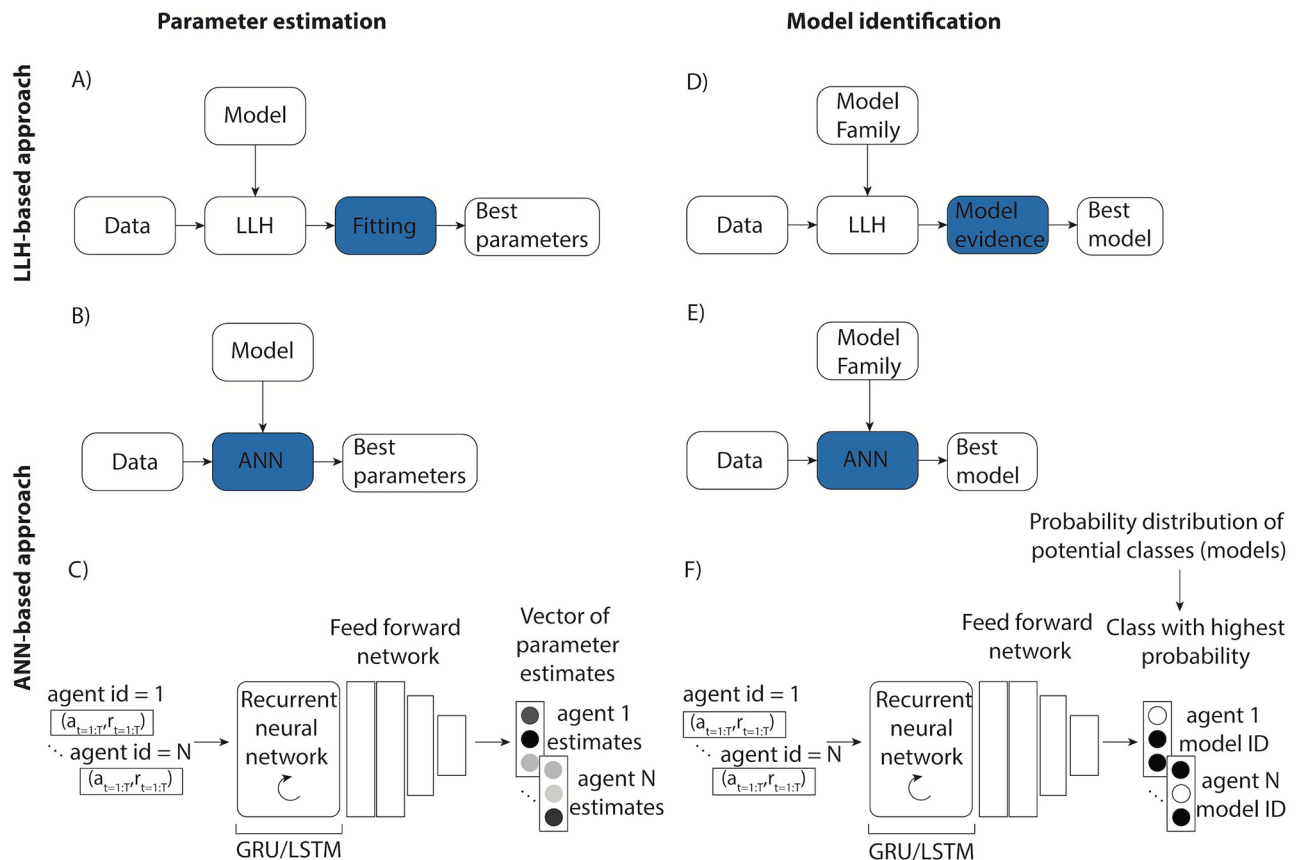 Parameter estimation
Model identification
LLH-based approach
A)
Model
Data
LLH
Fitting
Best
parameters
D)
Model
Family
Data
LLH
Model
evidence
Best
model
ANN-based approach
B)
Model
Data
ANN
Best
parameters
E)
Model
Family
Data
ANN
Best
model
C)
agent id = 1
(a_{t=1:T},r_{t=1:T})
... agent id = N
(a_{t=1:T},r_{t=1:T})
Recurrent
neural
network
GRU/LSTM
Feed forward
network
Vector of
parameter
estimates
agent 1
estimates
...
agent N
estimates
F)
agent id = 1
(a_{t=1:T},r_{t=1:T})
... agent id = N
(a_{t=1:T},r_{t=1:T})
Recurrent
neural
network
GRU/LSTM
Feed forward
network
Probability distribution of
potential classes (models)
Class with highest
probability
agent 1
model ID
...
agent N
model ID